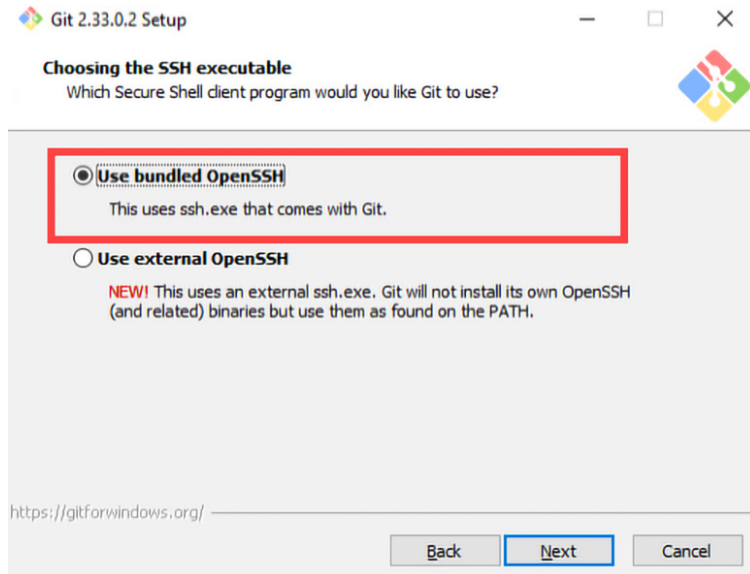 Git 2.33.0.2 Setup
Choosing the SSH executable
Which Secure Shell client program would you like Git to use?
Use bundled OpenSSH
This uses ssh.exe that comes with Git.
Use external OpenSSH
NEW! This uses an external ssh.exe. Git will not install its own OpenSSH
(and related) binaries but use them as found on the PATH.
https://gitforwindows.org/
Back Next Cancel